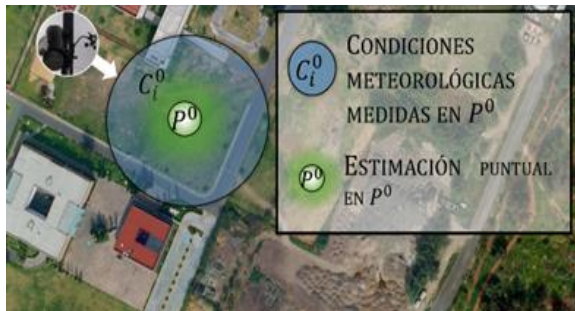 C_i^0
P^0
C_i^0
CONDICIONES
METEOROLÓGICAS
MEDIDAS EN P^0
P^0
ESTIMACIÓN PUNTUAL
EN P^0